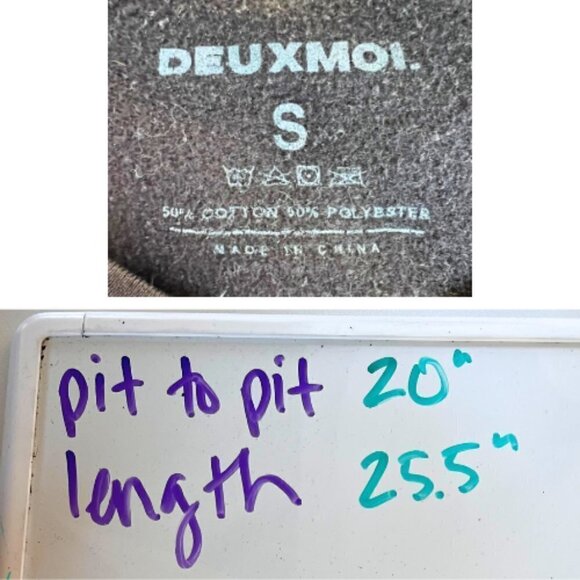 DEUXMOI.
S
50% COTTON 50% POLYESTER
MADE IN CHINA
pit to pit 20"
length 25.5"